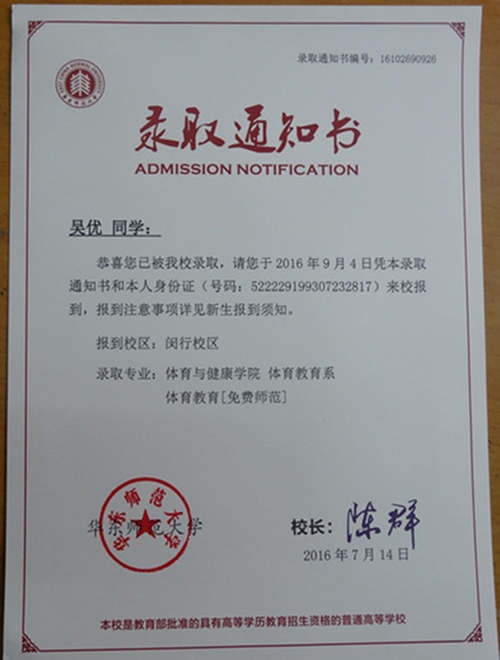 录取通知书编号：16102690926
录取通知书
ADMISSION NOTIFICATION
吴优 同学：
恭喜您已被我校录取，请您于 2016 年 9 月 4 日凭本录取
通知书和本人身份证（号码：522229199307232817）来校报
到，报到注意事项详见新生报到须知。
报到校区：闵行校区
录取专业：体育与健康学院 体育教育系
体育教育[免费师范]
华东师范大学
华东师范大学
校长：陈群
2016 年 7 月 14 日
本校是教育部批准的具有高等学历教育招生资格的普通高等学校